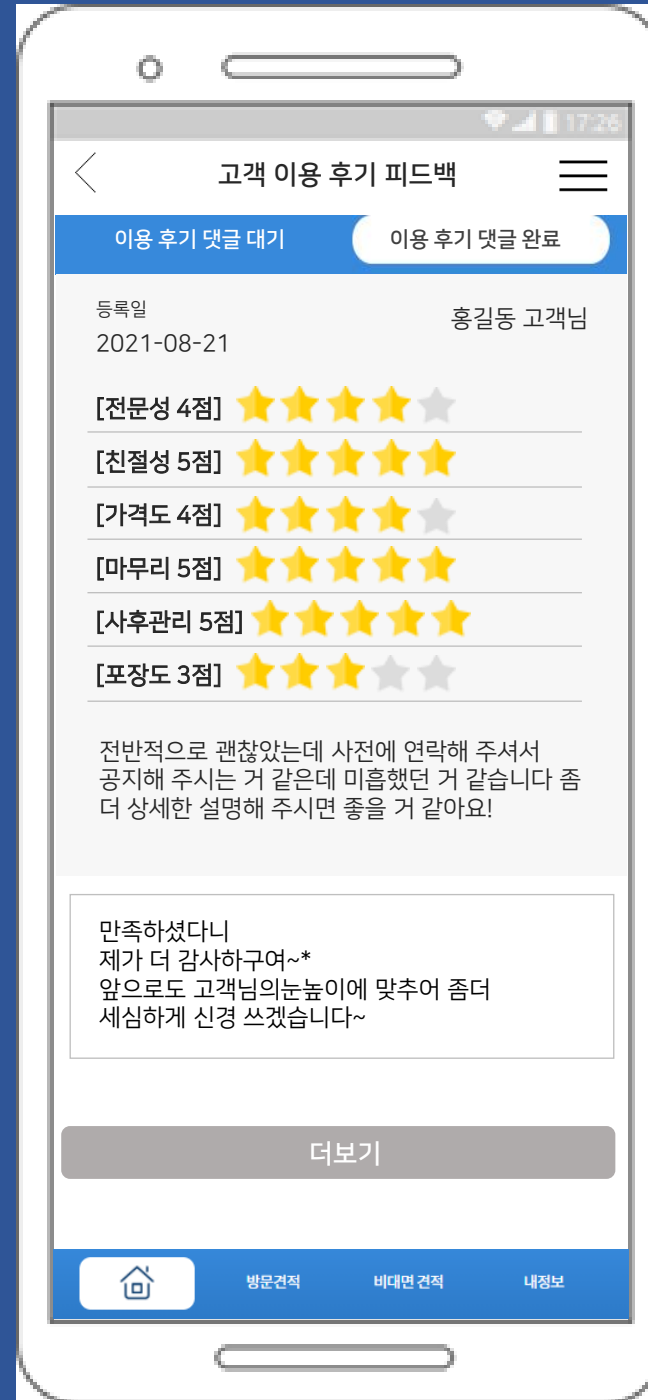 17:26
고객 이용 후기 피드백
이용 후기 댓글 대기
이용 후기 댓글 완료
등록일
홍길동 고객님
2021-08-21
[전문성 4점]
[친절성 5점]
[가격도 4점]
[마무리 5점]
[사후관리 5점]
[포장도 3점]
전반적으로 괜찮았는데 사전에 연락해 주셔서
공지해 주시는 거 같은데 미흡했던 거 같습니다 좀
더 상세한 설명해 주시면 좋을 거 같아요!
만족하셨다니
제가 더 감사하구여~*
앞으로도 고객님의눈높이에 맞추어 좀더
세심하게 신경 쓰겠습니다~
더보기
방문견적
비대면 견적
내정보